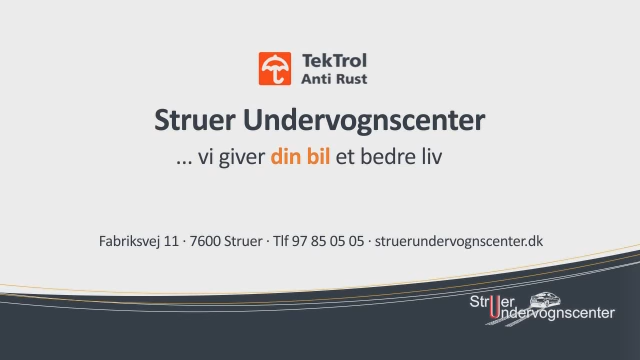 TekTrol
Anti Rust
Struer Undervognscenter
... vi giver din bil et bedre liv
Fabriksvej 11 · 7600 Struer · Tlf 97 85 05 05 · struerundervognscenter.dk
Struer
Undervognscenter